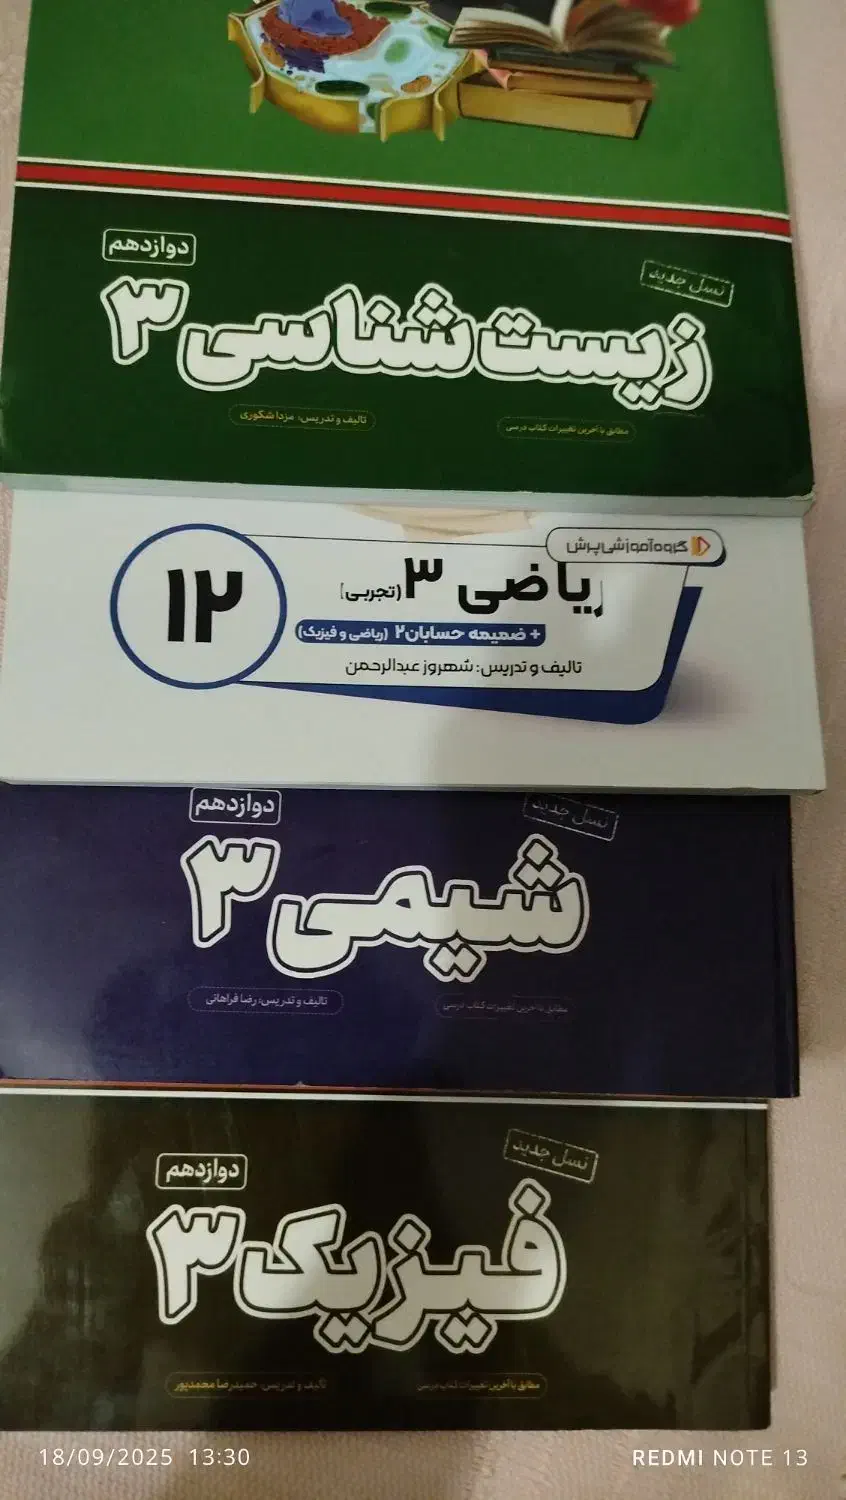 دوازدهم
نسل جدید
زیست‌شناسی ۳
مطابق با آخرین تغییرات کتاب درسی
تالیف و تدریس: مزدا شکوری
گروه آموزشی پرش
ریاضی ۳ (تجربی)
۱۲
+ ضمیمه حسابان۲ (ریاضی و فیزیک)
تالیف و تدریس: شهروز عبدالرحمن
نسل جدید
دوازدهم
شیمی ۳
مطابق با آخرین تغییرات کتاب درسی
تالیف و تدریس: رضا فراهانی
نسل جدید
دوازدهم
فیزیک ۳
مطابق با آخرین تغییرات کتاب درسی
تالیف و تدریس: حمیدرضا محمدپور
18/09/2025 13:30
REDMI NOTE 13